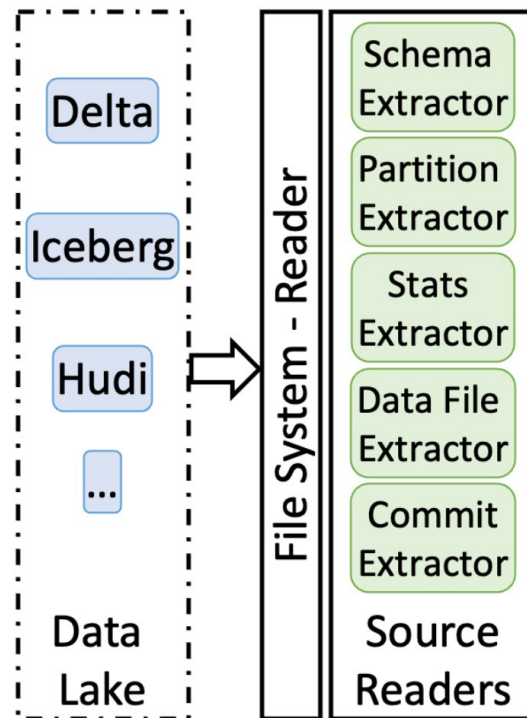 Delta
Iceberg
Hudi
...
Data
Lake
File System - Reader
Schema
Extractor
Partition
Extractor
Stats
Extractor
Data File
Extractor
Commit
Extractor
Source
Readers